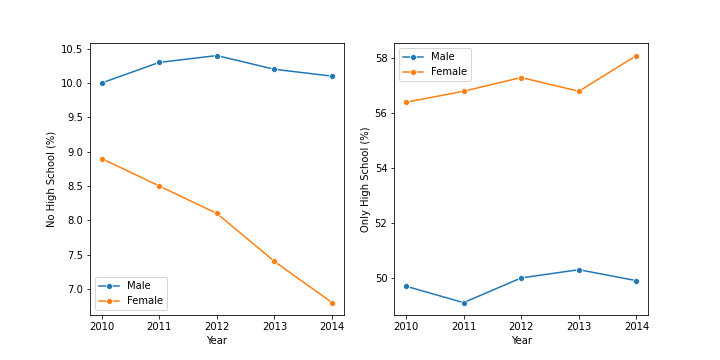 10.5
10.0
9.5
9.0
8.5
8.0
7.5
7.0
No High School (%)
Male
Female
2010 2011 2012 2013 2014
Year
58
56
54
52
50
Only High School (%)
Male
Female
2010 2011 2012 2013 2014
Year